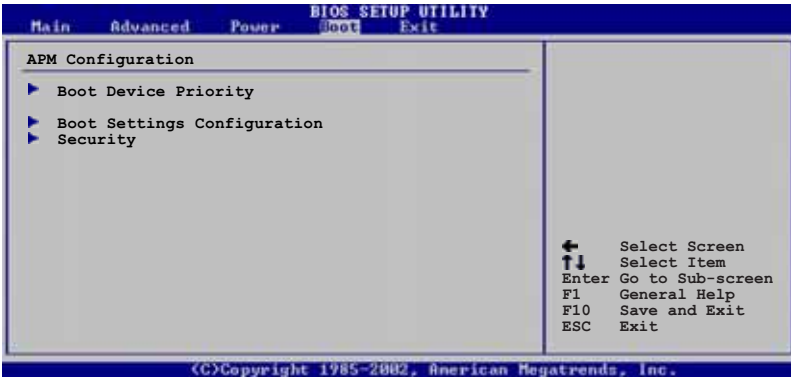 BIOS SETUP UTILITY
Main Advanced Power Boot Exit
APM Configuration
Boot Device Priority
Boot Settings Configuration
Security
← Select Screen
↑↓ Select Item
Enter Go to Sub-screen
F1 General Help
F10 Save and Exit
ESC Exit
(C)Copyright 1985-2002, American Megatrends, Inc.